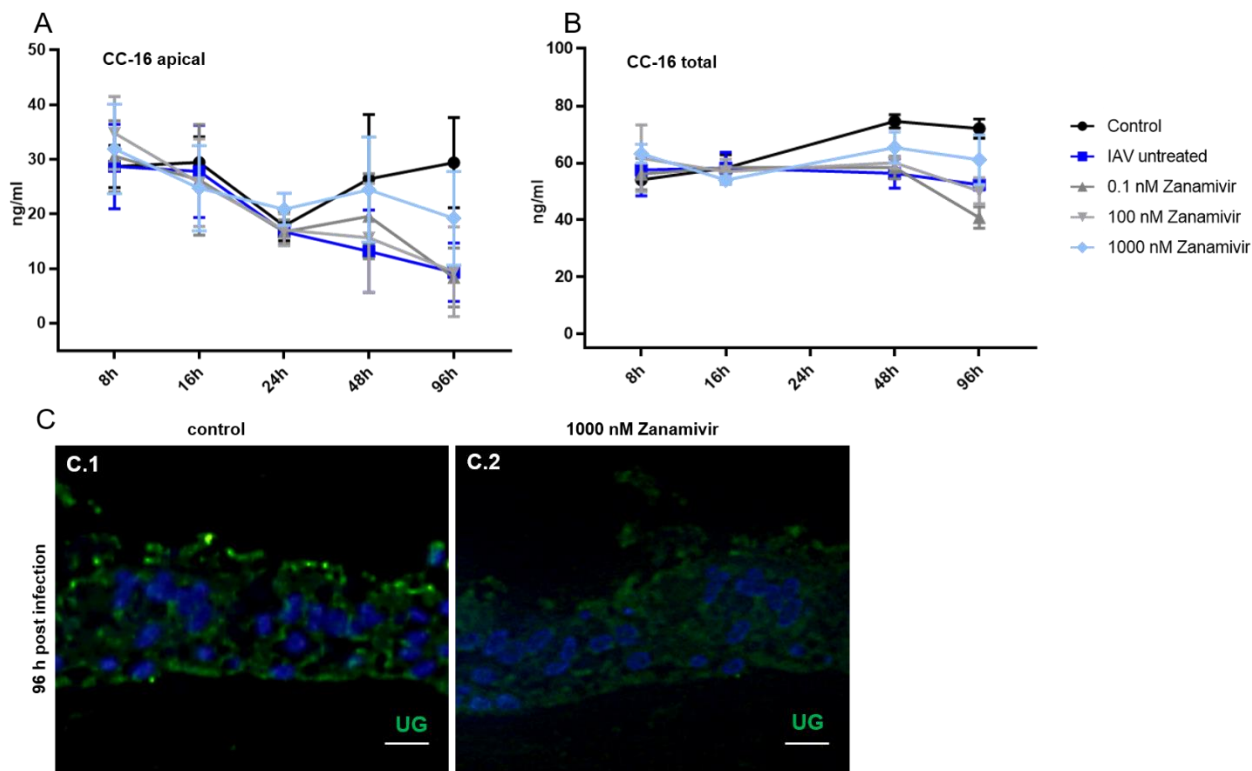 A
CC-16 apical
ng/ml
50
40
30
20
10
0
8h
16h
24h
48h
96h
B
CC-16 total
ng/ml
100
80
60
40
20
0
8h
16h
24h
48h
96h
Control
IAV untreated
0.1 nM Zanamivir
100 nM Zanamivir
1000 nM Zanamivir
C
control
1000 nM Zanamivir
96 h post infection
C.1
UG
C.2
UG